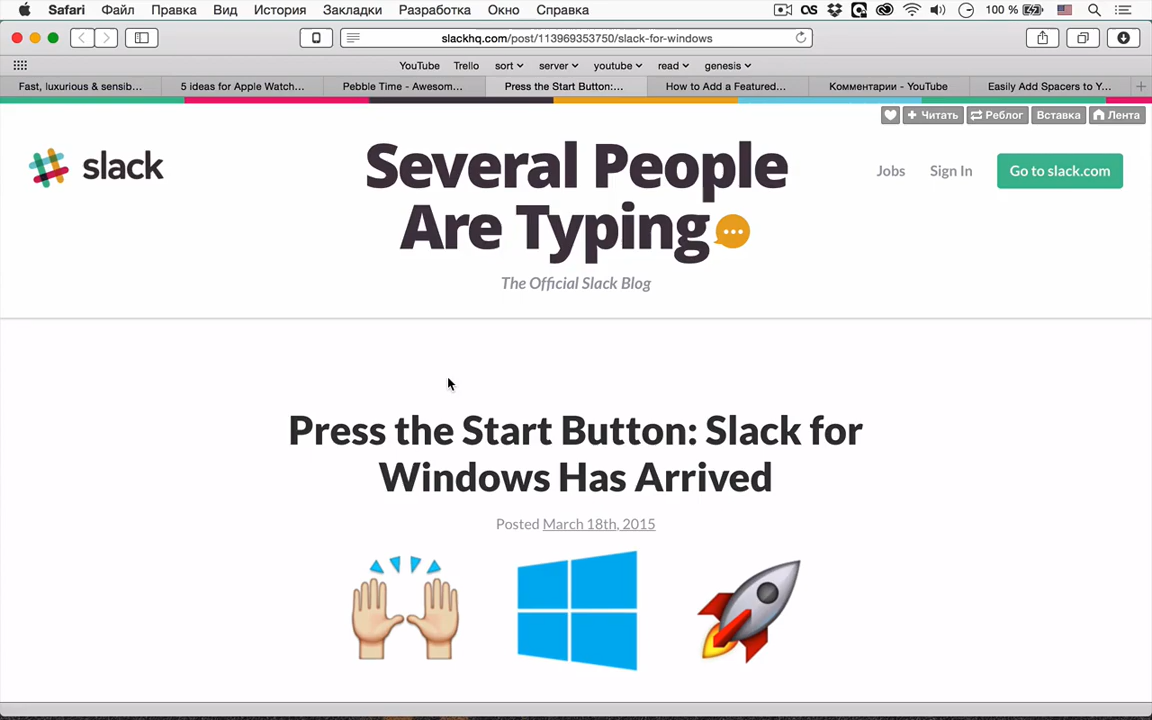 Safari Файл Правка Вид История Закладки Разработка Окно Справка 100 %
slackhq.com/post/113969353750/slack-for-windows
YouTube Trello sort server youtube read genesis
Fast, luxurious & sensib... 5 ideas for Apple Watch... Pebble Time - Awesom... Press the Start Button:... How to Add a Featured... Комментарии - YouTube Easily Add Spacers to Y...
Читать Реблог Вставка Лента
slack
Several People
Are Typing
Jobs Sign In Go to slack.com
The Official Slack Blog
Press the Start Button: Slack for
Windows Has Arrived
Posted March 18th, 2015